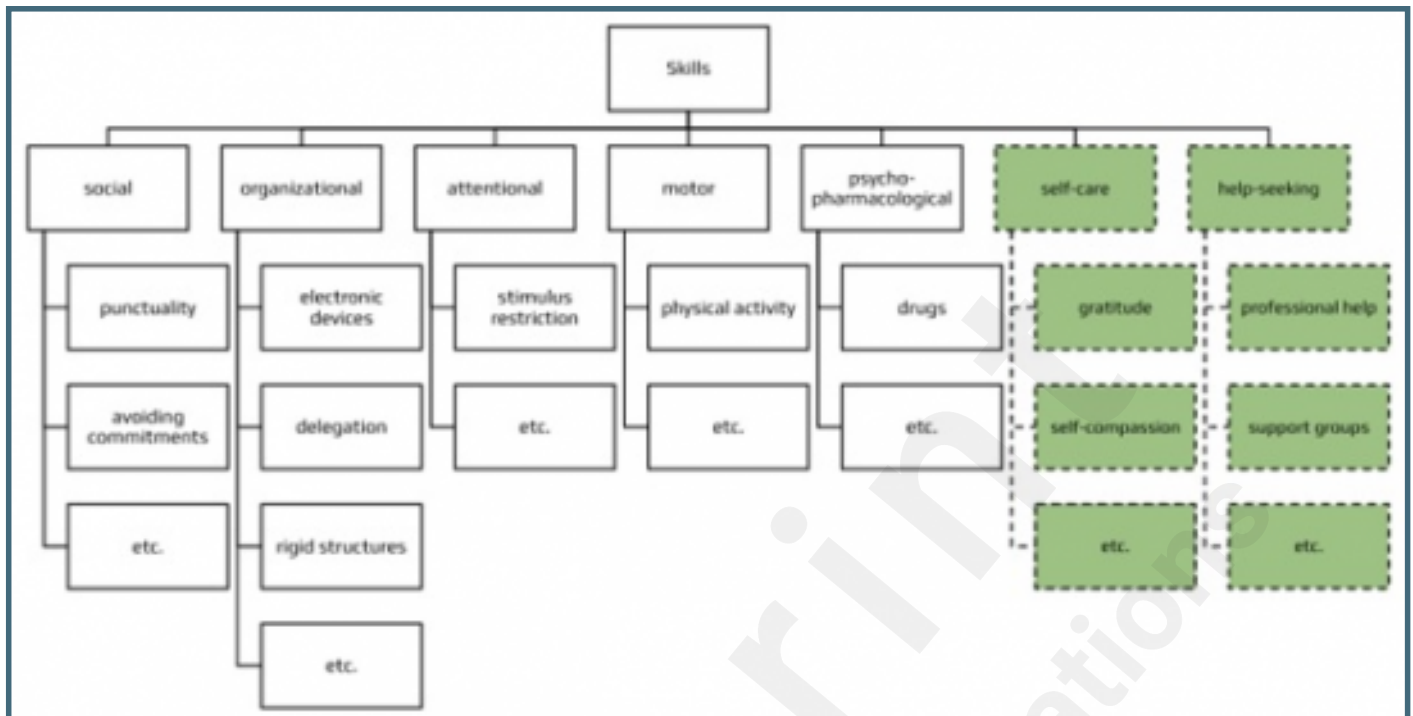 Skills
social
organizational
attentional
motor
psycho-
pharmacological
self-care
help-seeking
punctuality
electronic
devices
stimulus
restriction
physical activity
drugs
gratitude
professional help
avoiding
commitments
delegation
etc.
etc.
etc.
self-compassion
support groups
etc.
rigid structures
etc.
etc.
etc.
rint
ations